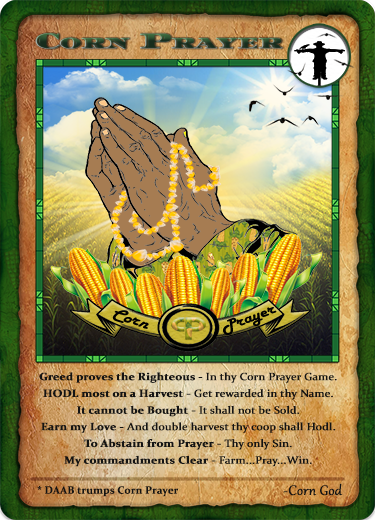 Corn Prayer
Corn Prayer
Greed proves the Righteous - In thy Corn Prayer Game.
HODL most on a Harvest - Get rewarded in thy Name.
It cannot be Bought - It shall not be Sold.
Earn my Love - And double harvest thy coop shall Hodl.
To Abstain from Prayer - Thy only Sin.
My commandments Clear - Farm...Pray...Win.
* DAAB trumps Corn Prayer
-Corn God